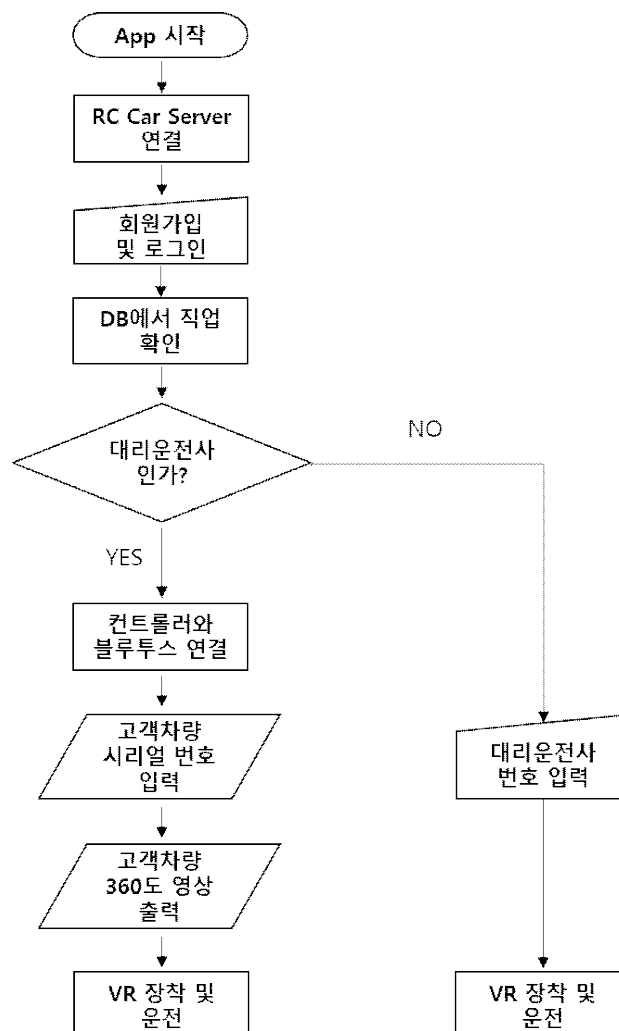 App 시작
RC Car Server
연결
회원가입
및 로그인
DB에서 직업
확인
대리운전사
인가?
NO
YES
컨트롤러와
블루투스 연결
고객차량
시리얼 번호
입력
대리운전사
번호 입력
고객차량
360도 영상
출력
VR 장착 및
운전
VR 장착 및
운전